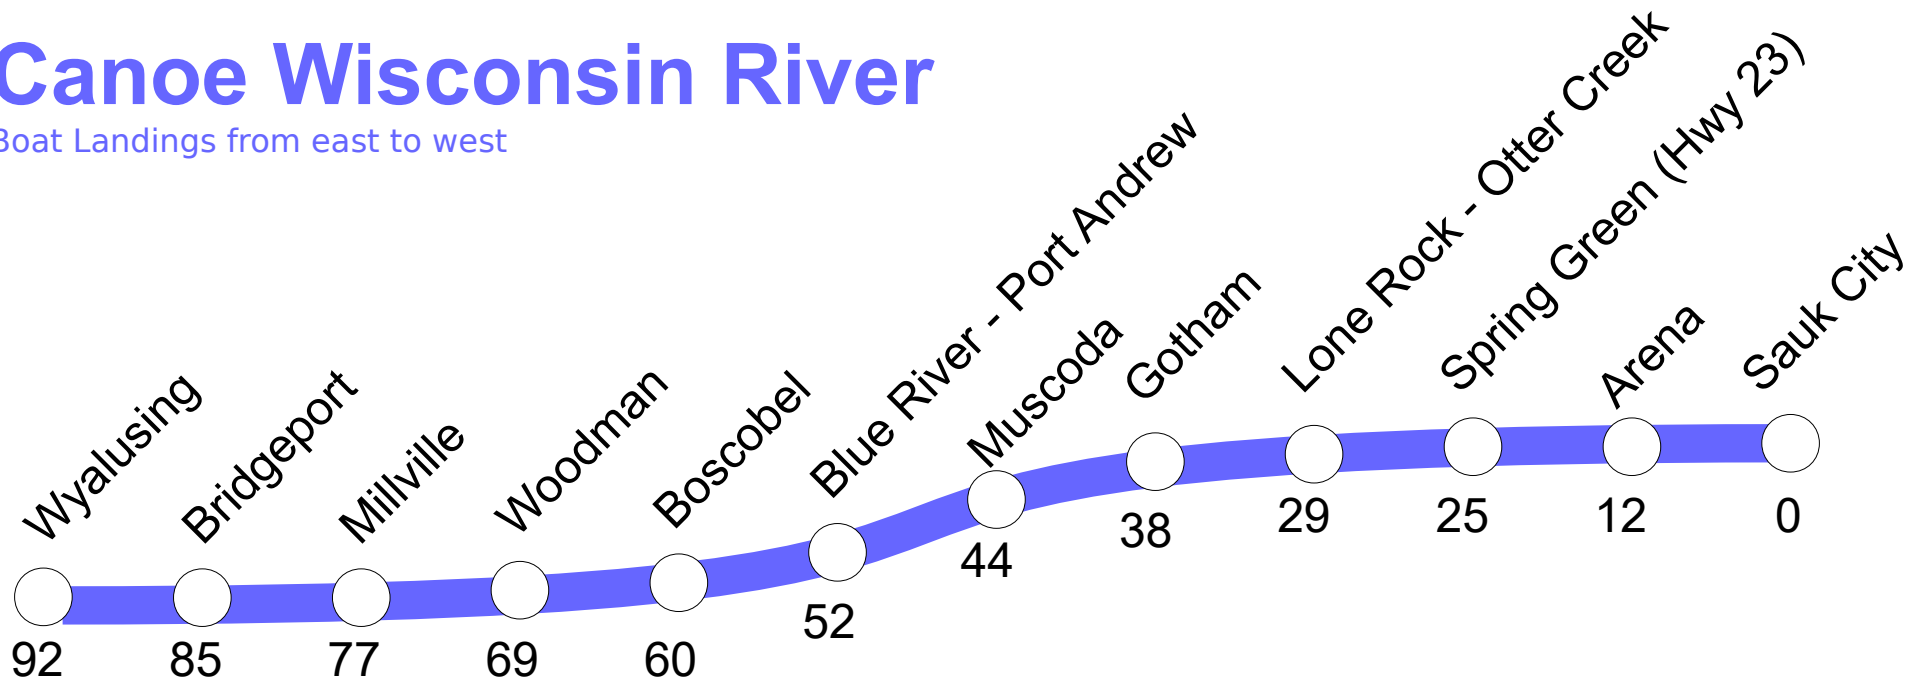 Canoe Wisconsin River
Boat Landings from east to west
Wyalusing
Bridgeport
Millville
Woodman
Boscobel
Blue River - Port Andrew
Muscoda
Gotham
Lone Rock - Otter Creek
Spring Green (Hwy 23)
Arena
Sauk City
92
85
77
69
60
52
44
38
29
25
12
0